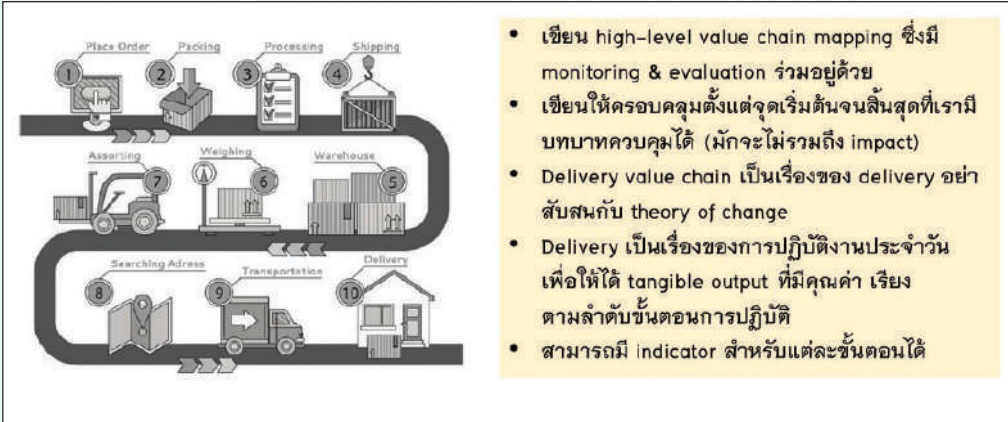 Place Order
Packing
Processing
Shipping
1
2
3
4
Assorting
Weighing
Warehouse
7
6
5
Searching Adress
Transportation
Delivery
8
9
10
• เขียน high-level value chain mapping ซึ่งมี
monitoring & evaluation ร่วมอยู่ด้วย
• เขียนให้ครอบคลุมตั้งแต่จุดเริ่มต้นจนสิ้นสุดที่เรามี
บทบาทควบคุมได้ (มักจะไม่รวมถึง impact)
• Delivery value chain เป็นเรื่องของ delivery อย่า
สับสนกับ theory of change
• Delivery เป็นเรื่องของการปฏิบัติงานประจำวัน
เพื่อให้ได้ tangible output ที่มีคุณค่า เรียง
ตามลำดับขั้นตอนการปฏิบัติ
• สามารถมี indicator สำหรับแต่ละขั้นตอนได้